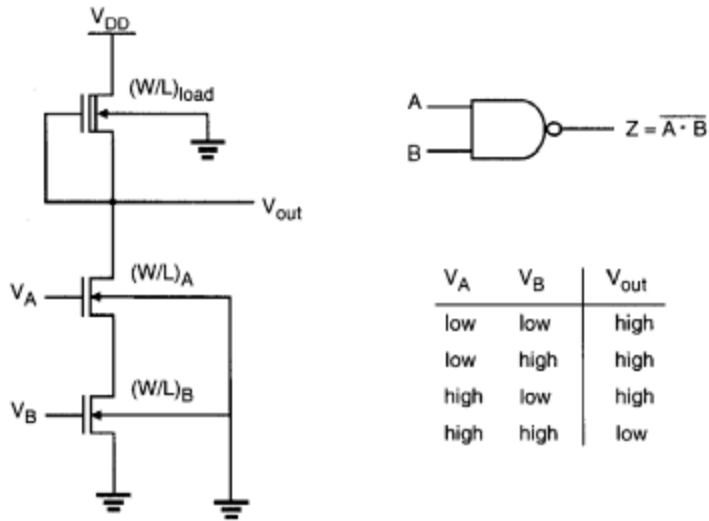 V_DD
(W/L)_load
V_out
V_A
(W/L)_A
V_B
(W/L)_B
A
B
Z = \overline{A · B}
V_A V_B V_out
low low high
low high high
high low high
high high low